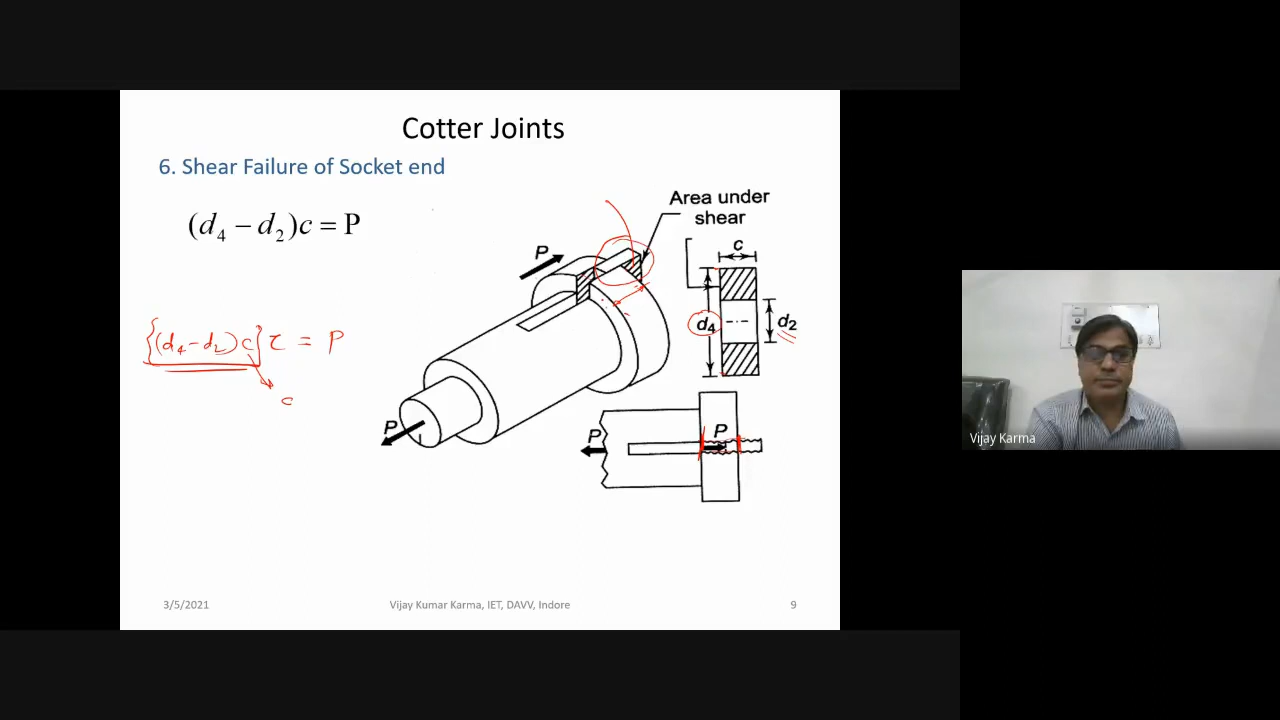 Cotter Joints
6. Shear Failure of Socket end
(d₄ − d₂)c = P
{(d₄−d₂)c} τ = P
c
Area under
shear
P
c
d₄
d₂
P
P
P
Vijay Karma
3/5/2021
Vijay Kumar Karma, IET, DAVV, Indore
9